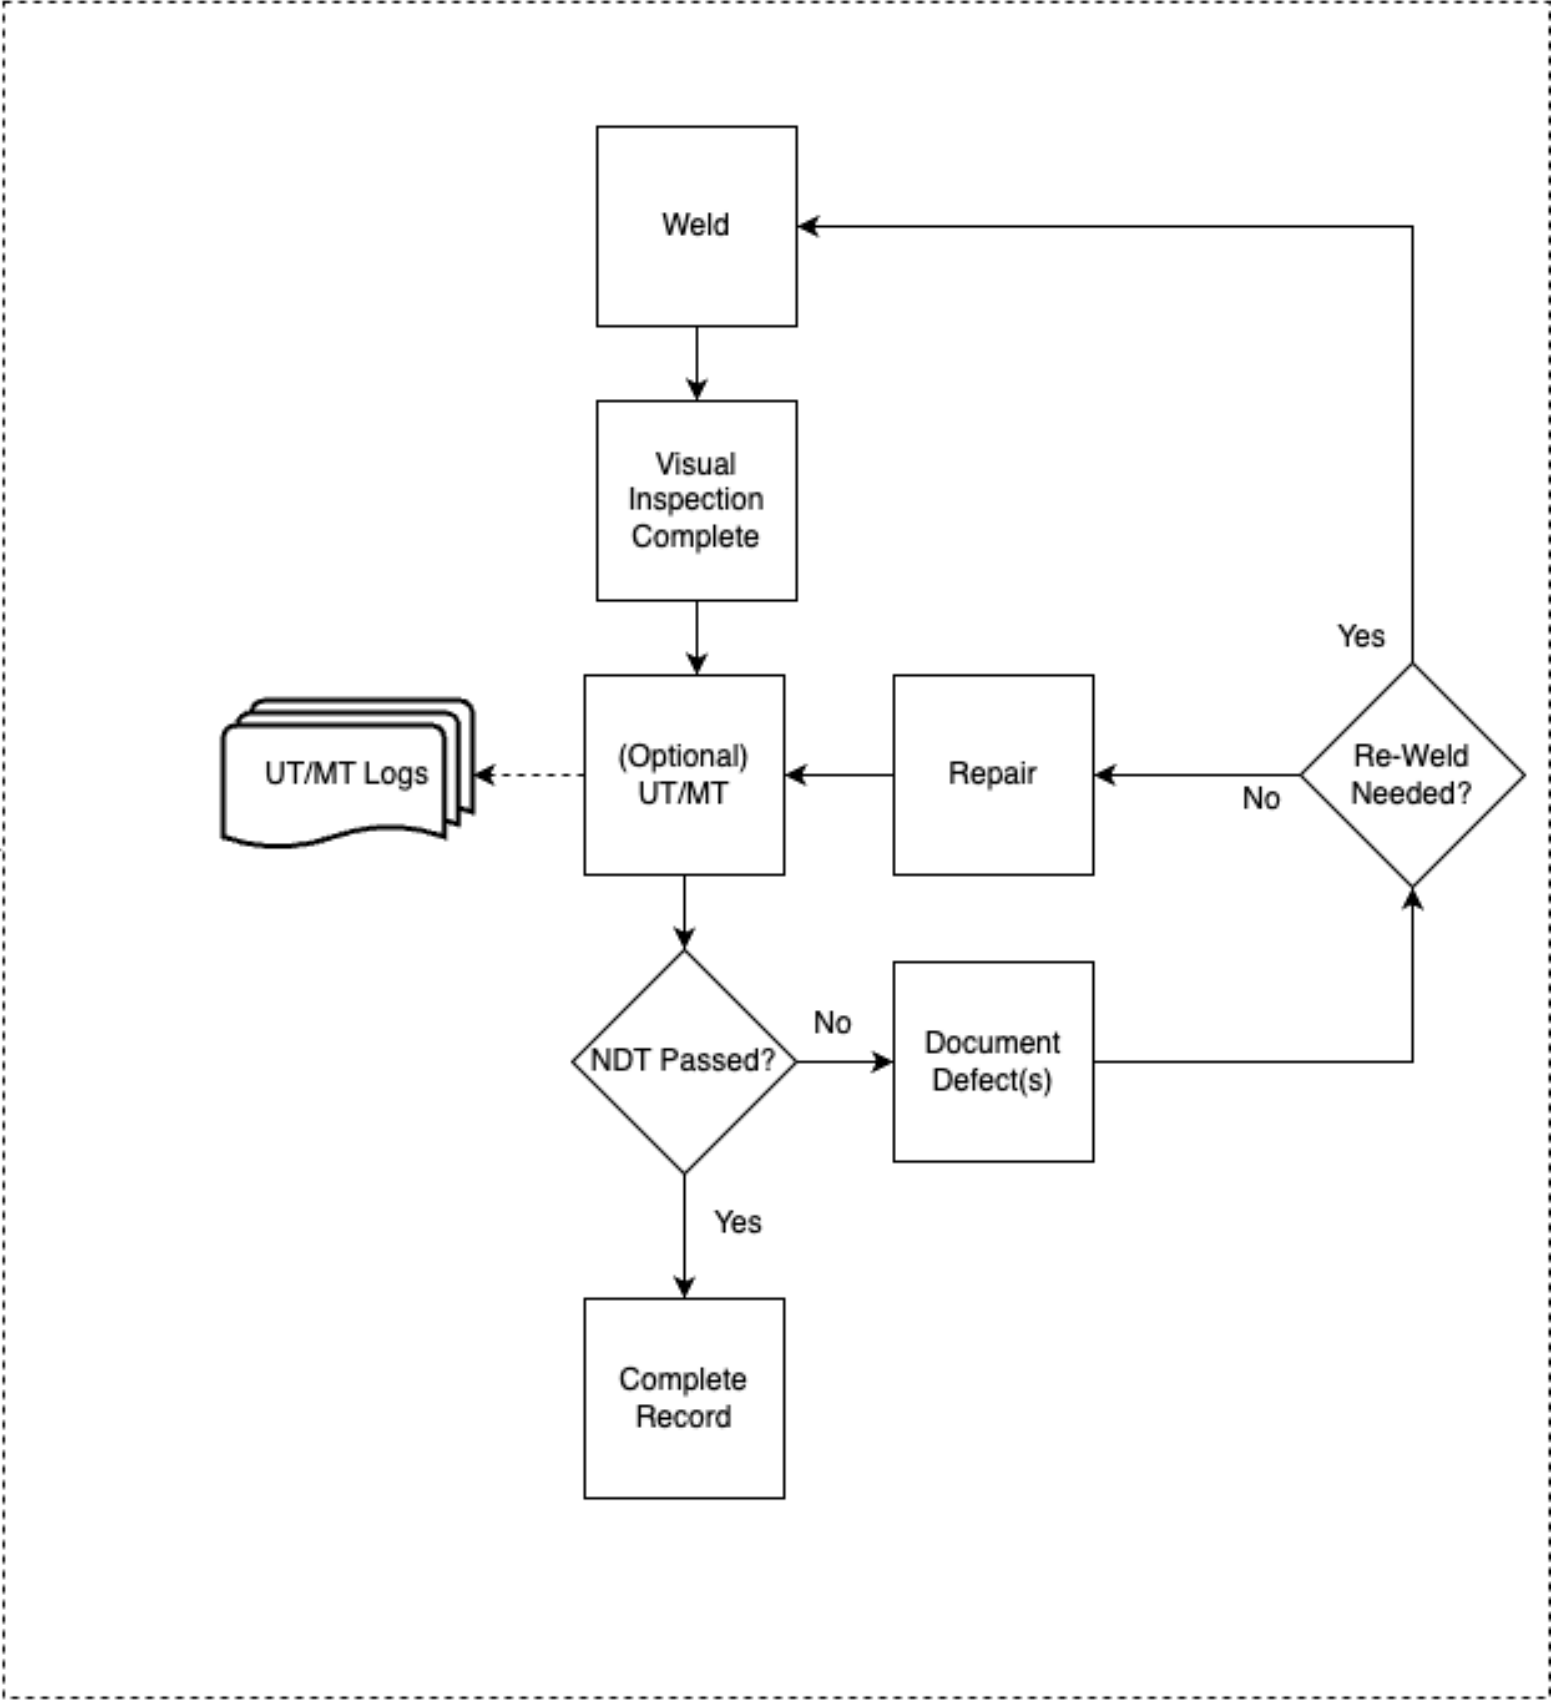 Weld
Visual
Inspection
Complete
Yes
UT/MT Logs
(Optional)
UT/MT
Repair
No
Re-Weld
Needed?
NDT Passed?
No
Document
Defect(s)
Yes
Complete
Record